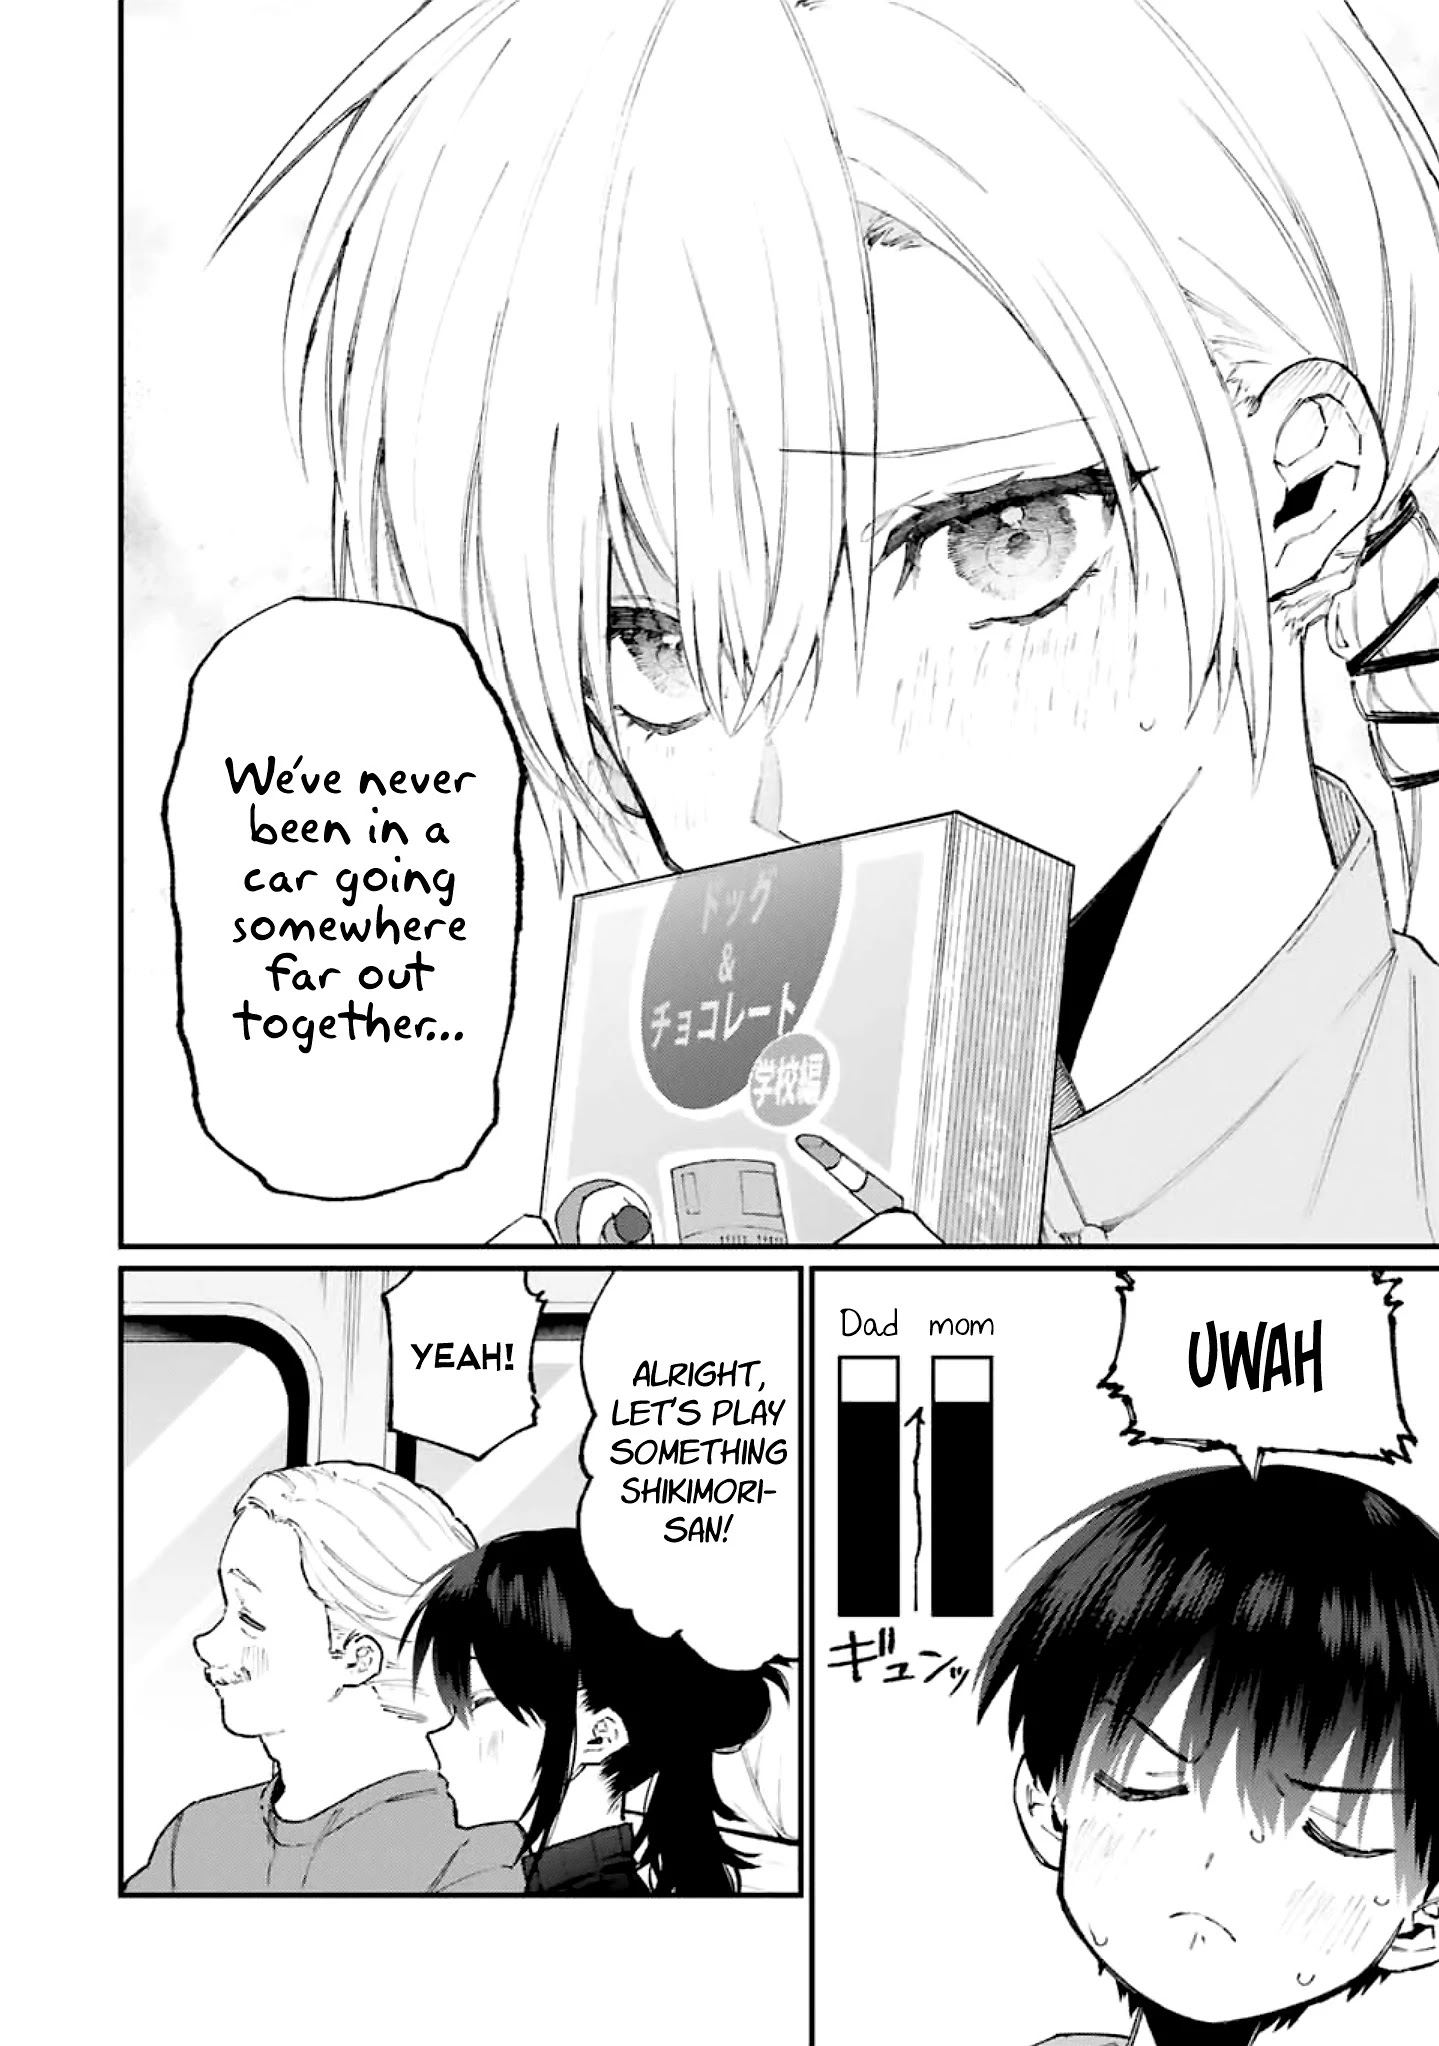 We've never
been in a
car going
somewhere
far out
together...
ドッグ
&
チョコレート
学校編
UWAH
Dad mom
ギュンッ
ALRIGHT,
LET'S PLAY
SOMETHING
SHIKIMORI-
SAN!
YEAH!